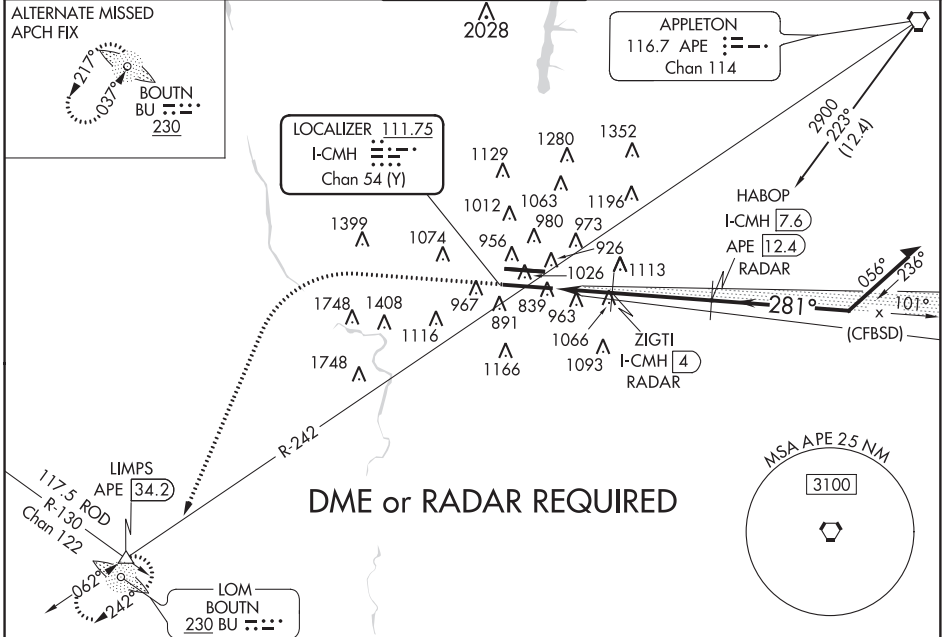 ALTERNATE MISSED
APCH FIX
217°
037°
BOUTN
BU
230
2028
APPLETON
116.7 APE
Chan 114
2900
223°
(12.4)
LOCALIZER 111.75
I-CMH
Chan 54 (Y)
1129
1280
1352
1012
1063
1196
980
973
1399
1074
956
926
1026
1113
HABOP
I-CMH 7.6
APE 12.4
RADAR
056°
236°
281°
101°
x
(CFBSD)
1748
1408
1116
967
891
839
963
1066
1093
1166
1748
ZIGTI
I-CMH 4
RADAR
R-242
LIMPS
APE 34.2
117.5 ROD
R-130
Chan 122
062°
242°
LOM
BOUTN
230 BU
DME or RADAR REQUIRED
MSA APE 25 NM
3100